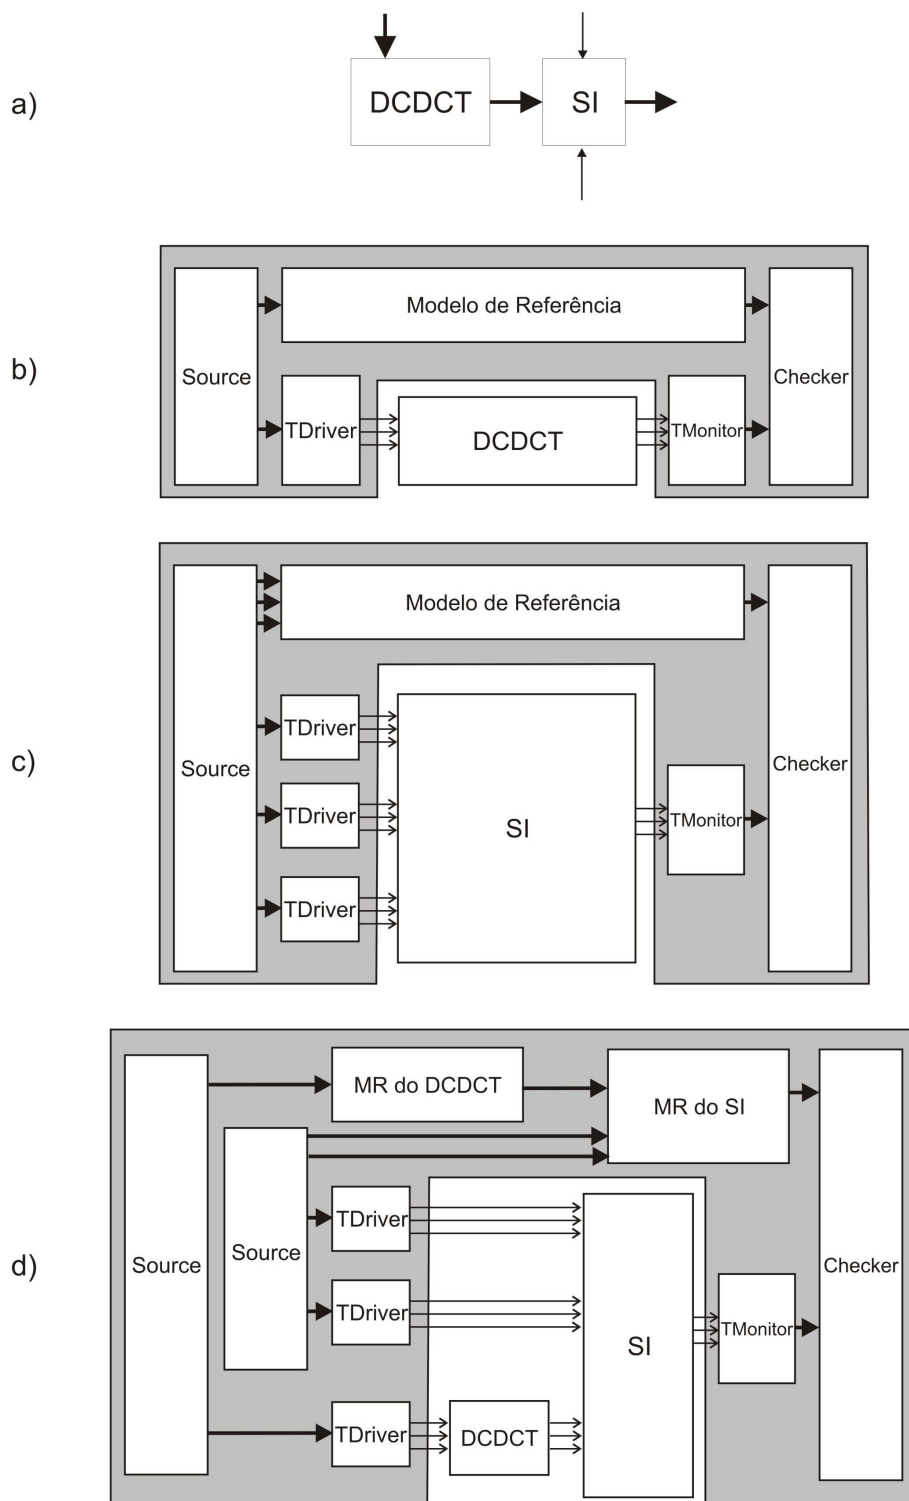 a)
DCDCT
SI
b)
Source
Modelo de Referência
Checker
TDriver
DCDCT
TMonitor
c)
Source
Modelo de Referência
Checker
TDriver
TDriver
SI
TMonitor
TDriver
d)
Source
MR do DCDCT
MR do SI
Checker
Source
TDriver
TDriver
SI
TMonitor
TDriver
DCDCT